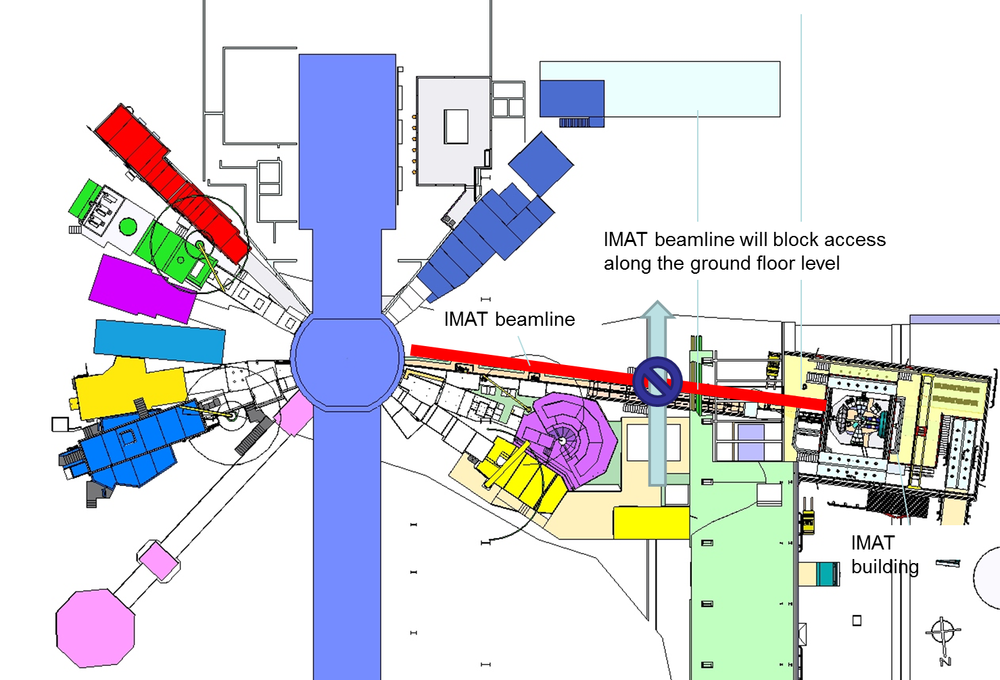 IMAT beamline will block access
along the ground floor level
IMAT beamline
IMAT
building
N